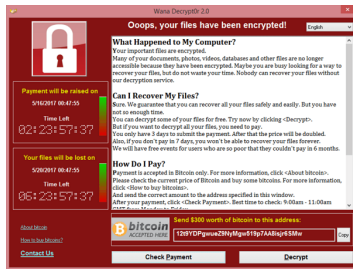 Wana Decrypt0r 2.0
Ooops, your files have been encrypted!
English
What Happened to My Computer?
Your important files are encrypted.
Many of your documents, photos, videos, databases and other files are no longer
accessible because they have been encrypted. Maybe you are busy looking for a way to
recover your files, but do not waste your time. Nobody can recover your files without
our decryption service.
Can I Recover My Files?
Sure. We guarantee that you can recover all your files safely and easily. But you have
not so enough time.
You can decrypt some of your files for free. Try now by clicking <Decrypt>.
But if you want to decrypt all your files, you need to pay.
You only have 3 days to submit the payment. After that the price will be doubled.
Also, if you don't pay in 7 days, you won't be able to recover your files forever.
We will have free events for users who are so poor that they couldn't pay in 6 months.
How Do I Pay?
Payment is accepted in Bitcoin only. For more information, click <About bitcoin>.
Please check the current price of Bitcoin and buy some bitcoins. For more information,
click <How to buy bitcoins>.
And send the correct amount to the address specified in this window.
After your payment, click <Check Payment>. Best time to check: 9:00am - 11:00am
GMT from Monday to Friday.
Payment will be raised on
5/16/2017 00:47:55
Time Left
02:23:57:37
Your files will be lost on
5/20/2017 00:47:55
Time Left
06:23:57:37
About bitcoin
How to buy bitcoins?
Contact Us
bitcoin
ACCEPTED HERE
Send $300 worth of bitcoin to this address:
12t9YDPgwueZ9NyMgw519p7AA8isjr6SMw
Copy
Check Payment
Decrypt